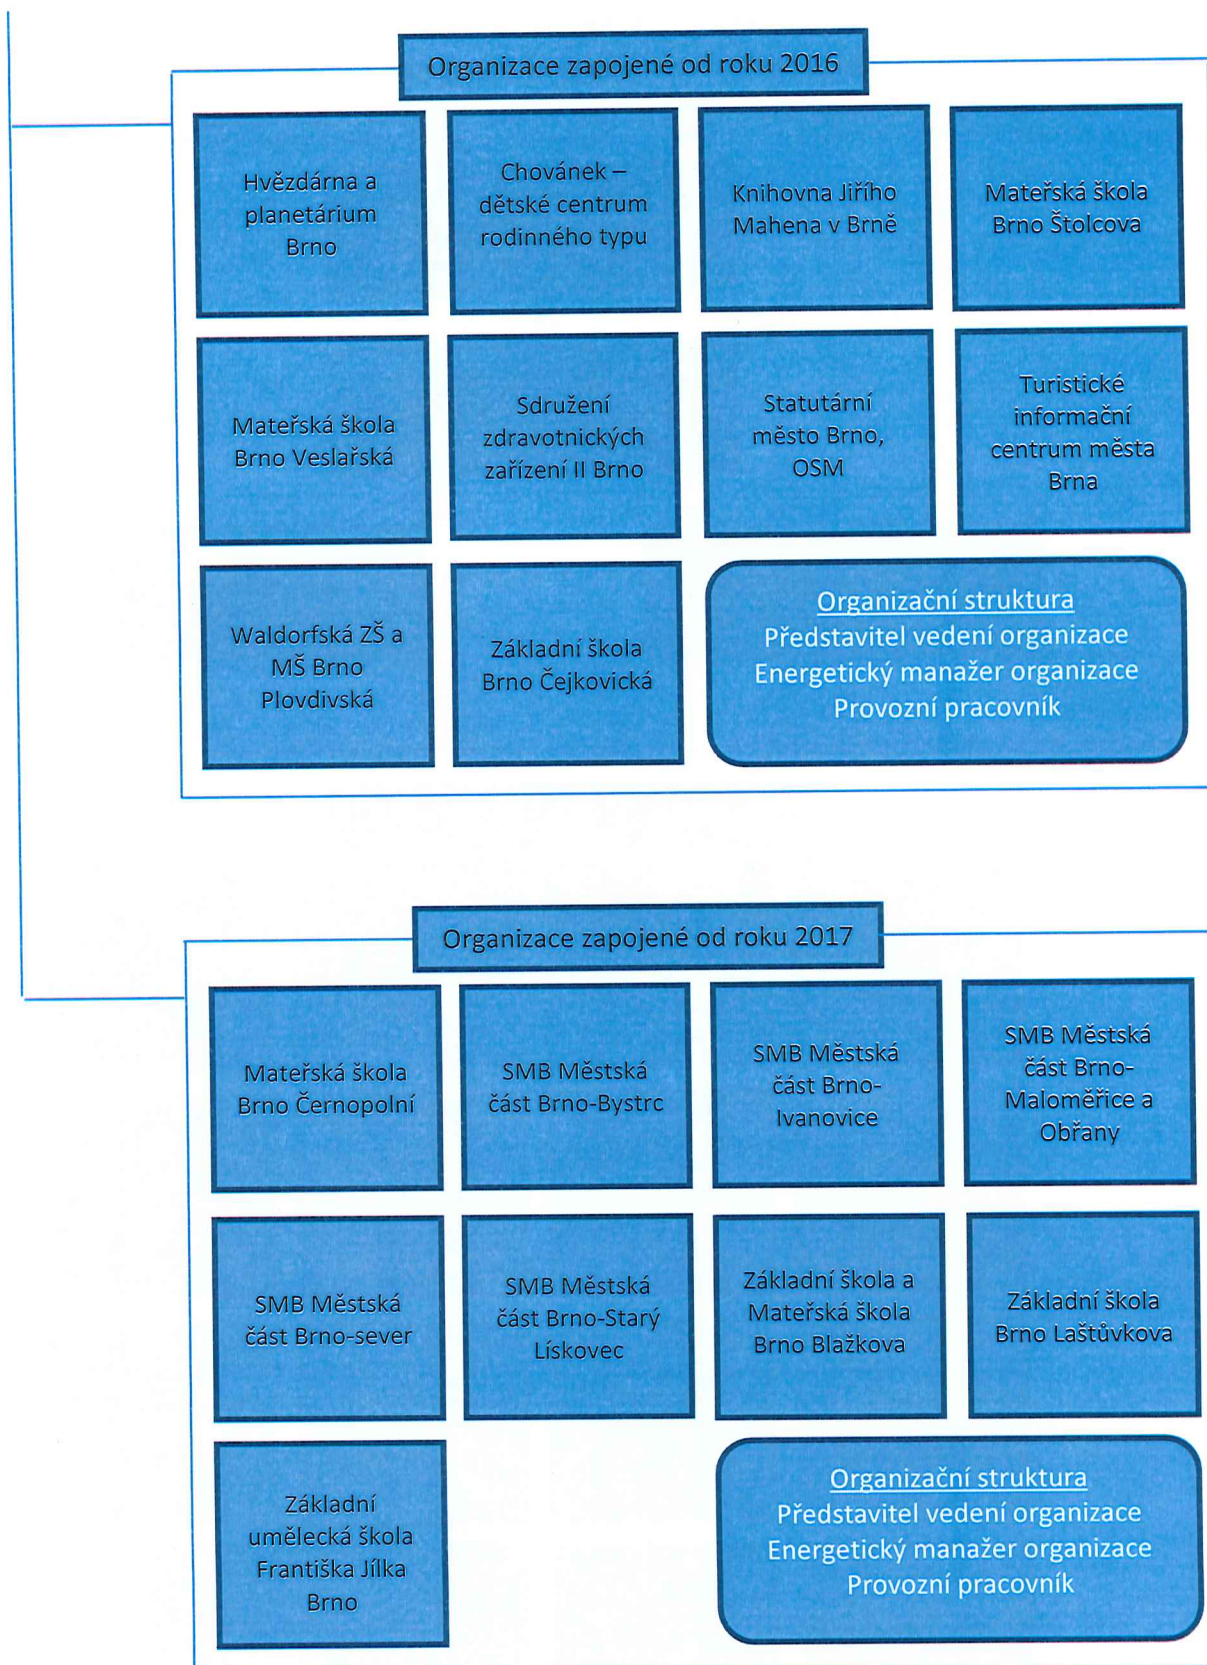 Organizace zapojené od roku 2016
Hvězdárna a
planetárium
Brno
Chovánek –
dětské centrum
rodinného typu
Knihovna Jiřího
Mahena v Brně
Mateřská škola
Brno Štolcova
Mateřská škola
Brno Veslařská
Sdružení
zdravotnických
zařízení II Brno
Statutární
město Brno,
OSM
Turistické
informační
centrum města
Brna
Waldorfská ZŠ a
MŠ Brno
Plovdivská
Základní škola
Brno Čejkovická
Organizační struktura
Představitel vedení organizace
Energetický manažer organizace
Provozní pracovník
Organizace zapojené od roku 2017
Mateřská škola
Brno Černopolní
SMB Městská
část Brno-Bystrc
SMB Městská
část Brno-
Ivanovice
SMB Městská
část Brno-
Maloměřice a
Obřany
SMB Městská
část Brno-sever
SMB Městská
část Brno-Starý
Lískovec
Základní škola a
Mateřská škola
Brno Blažkova
Základní škola
Brno Laštůvkova
Základní
umělecká škola
Františka Jílka
Brno
Organizační struktura
Představitel vedení organizace
Energetický manažer organizace
Provozní pracovník